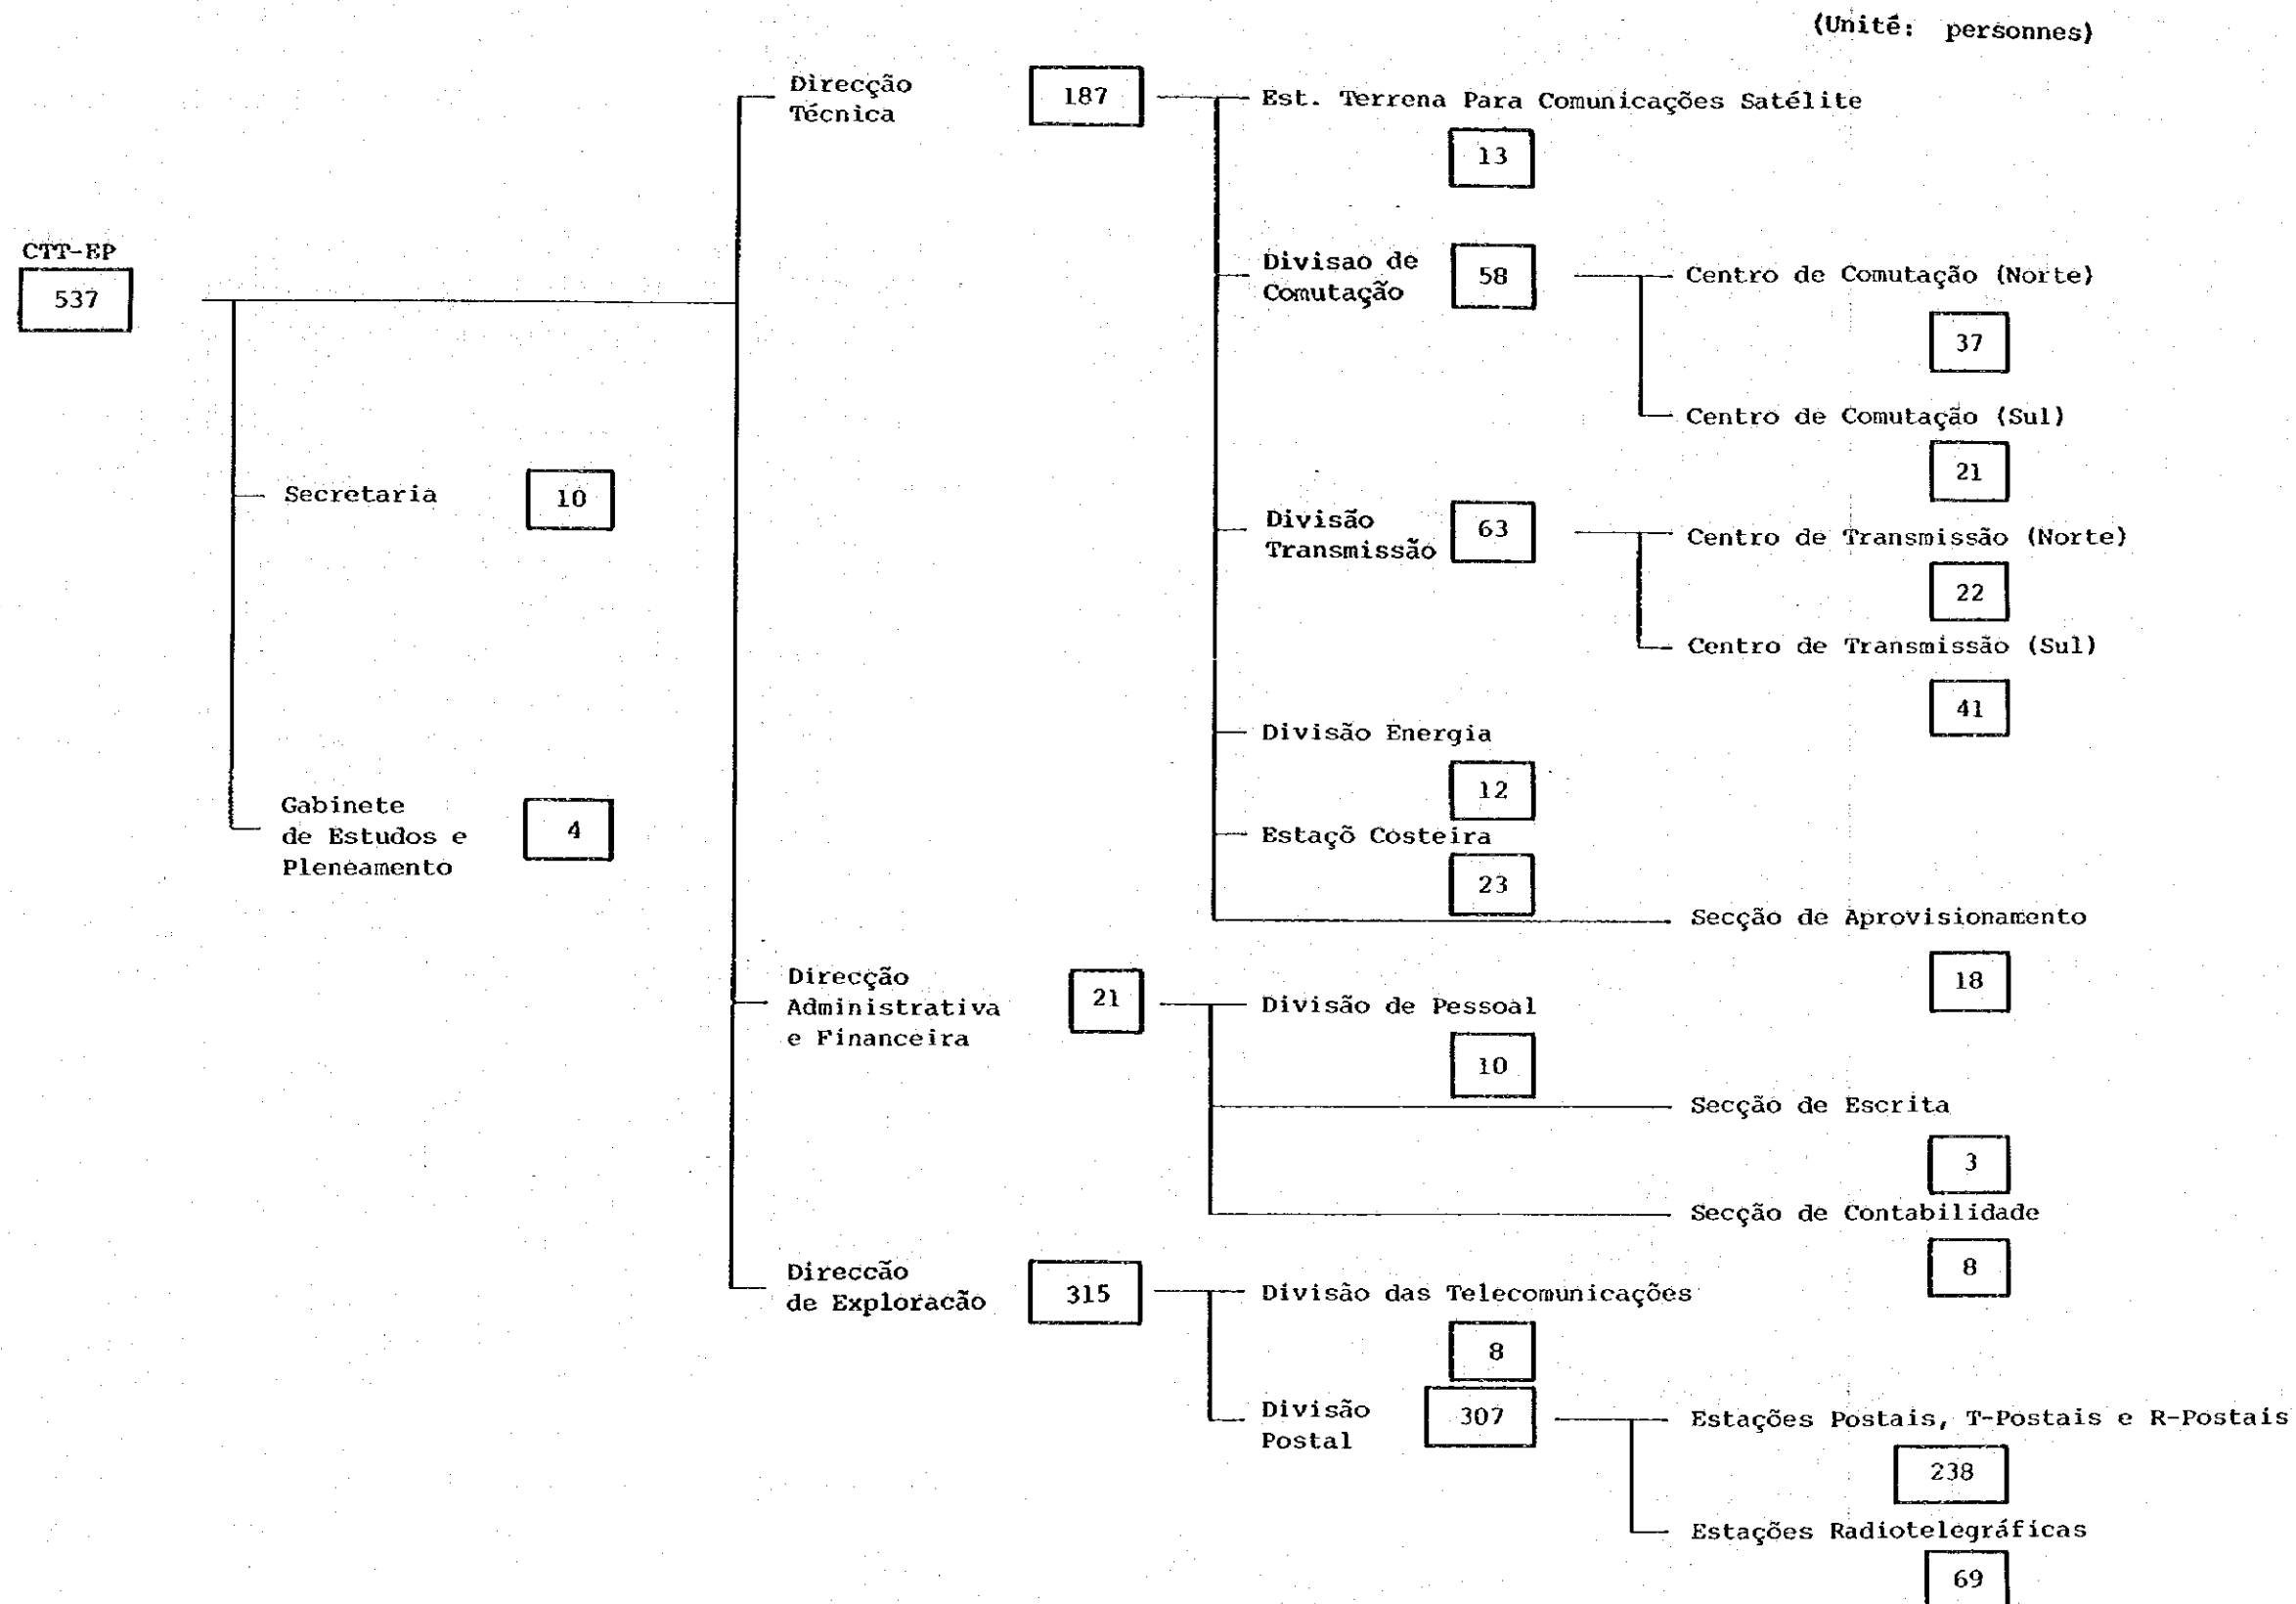 (Unité: personnes)
CTT-EP
537
Secretaria
10
Gabinete
de Estudos e
Pleneamento
4
Direcção
Técnica
187
Est. Terrena Para Comunicações Satélite
13
Divisao de
Comutação
58
Centro de Comutação (Norte)
37
Centro de Comutação (Sul)
21
Divisão
Transmissão
63
Centro de Transmissão (Norte)
22
Centro de Transmissão (Sul)
41
Divisão Energia
12
Estaçõ Costeira
23
Secção de Aprovisionamento
18
Direcção
Administrativa
e Financeira
21
Divisão de Pessoal
10
Secção de Escrita
3
Secção de Contabilidade
8
Direccão
de Exploracão
315
Divisão das Telecomunicações
8
Divisão
Postal
307
Estações Postais, T-Postais e R-Postais
238
Estações Radiotelegráficas
69